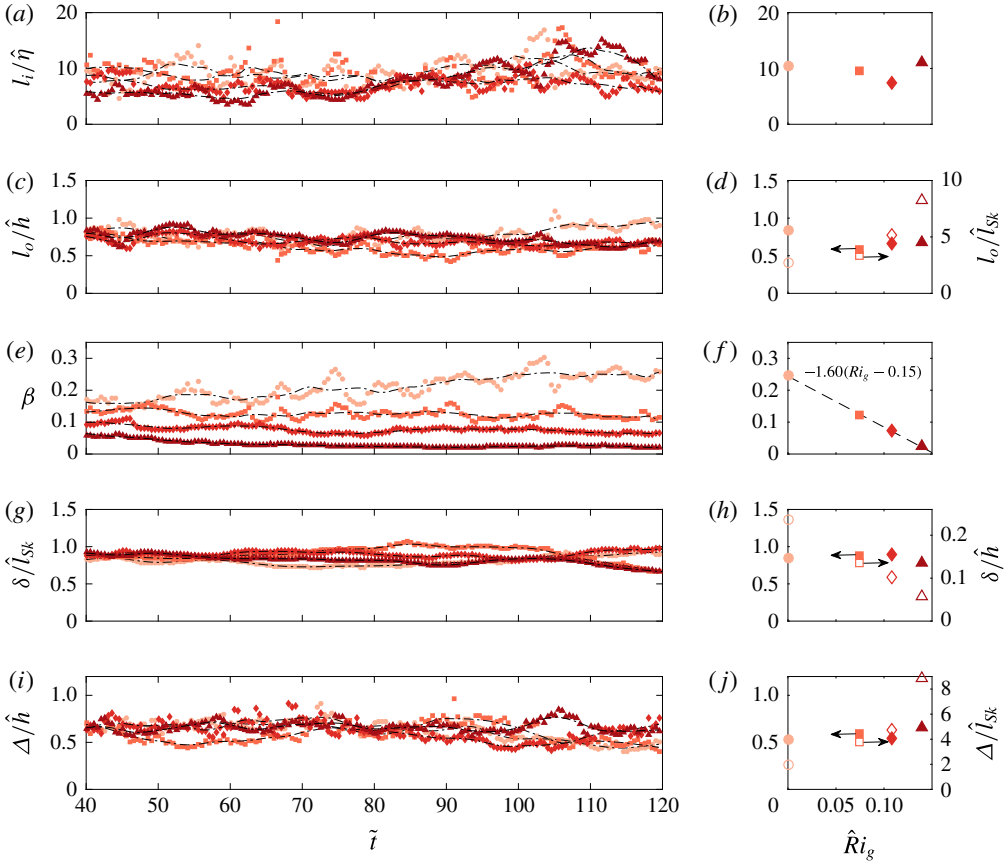 (a) (b)
20 20
l_i/η̂
10 10
0 0
(c) (d)
1.5 1.5 10
l_o/ĥ
1.0 1.0
5
0.5 0.5
l_o/l̂_Sk
0 0 0
(e) (f)
0.3 0.3
−1.60(Ri_g − 0.15)
β
0.2 0.2
0.1 0.1
0 0
(g) (h)
1.5 1.5
0.2
δ/l̂_Sk
1.0 1.0
δ/ĥ
0.1
0.5 0.5
0 0 0
(i) (j)
1.0 1.0 8
Δ/ĥ
6
0.5 0.5 4
Δ/l̂_Sk
2
0
40 50 60 70 80 90 100 110 120
0 0.05 0.10
t̃
R̂i_g